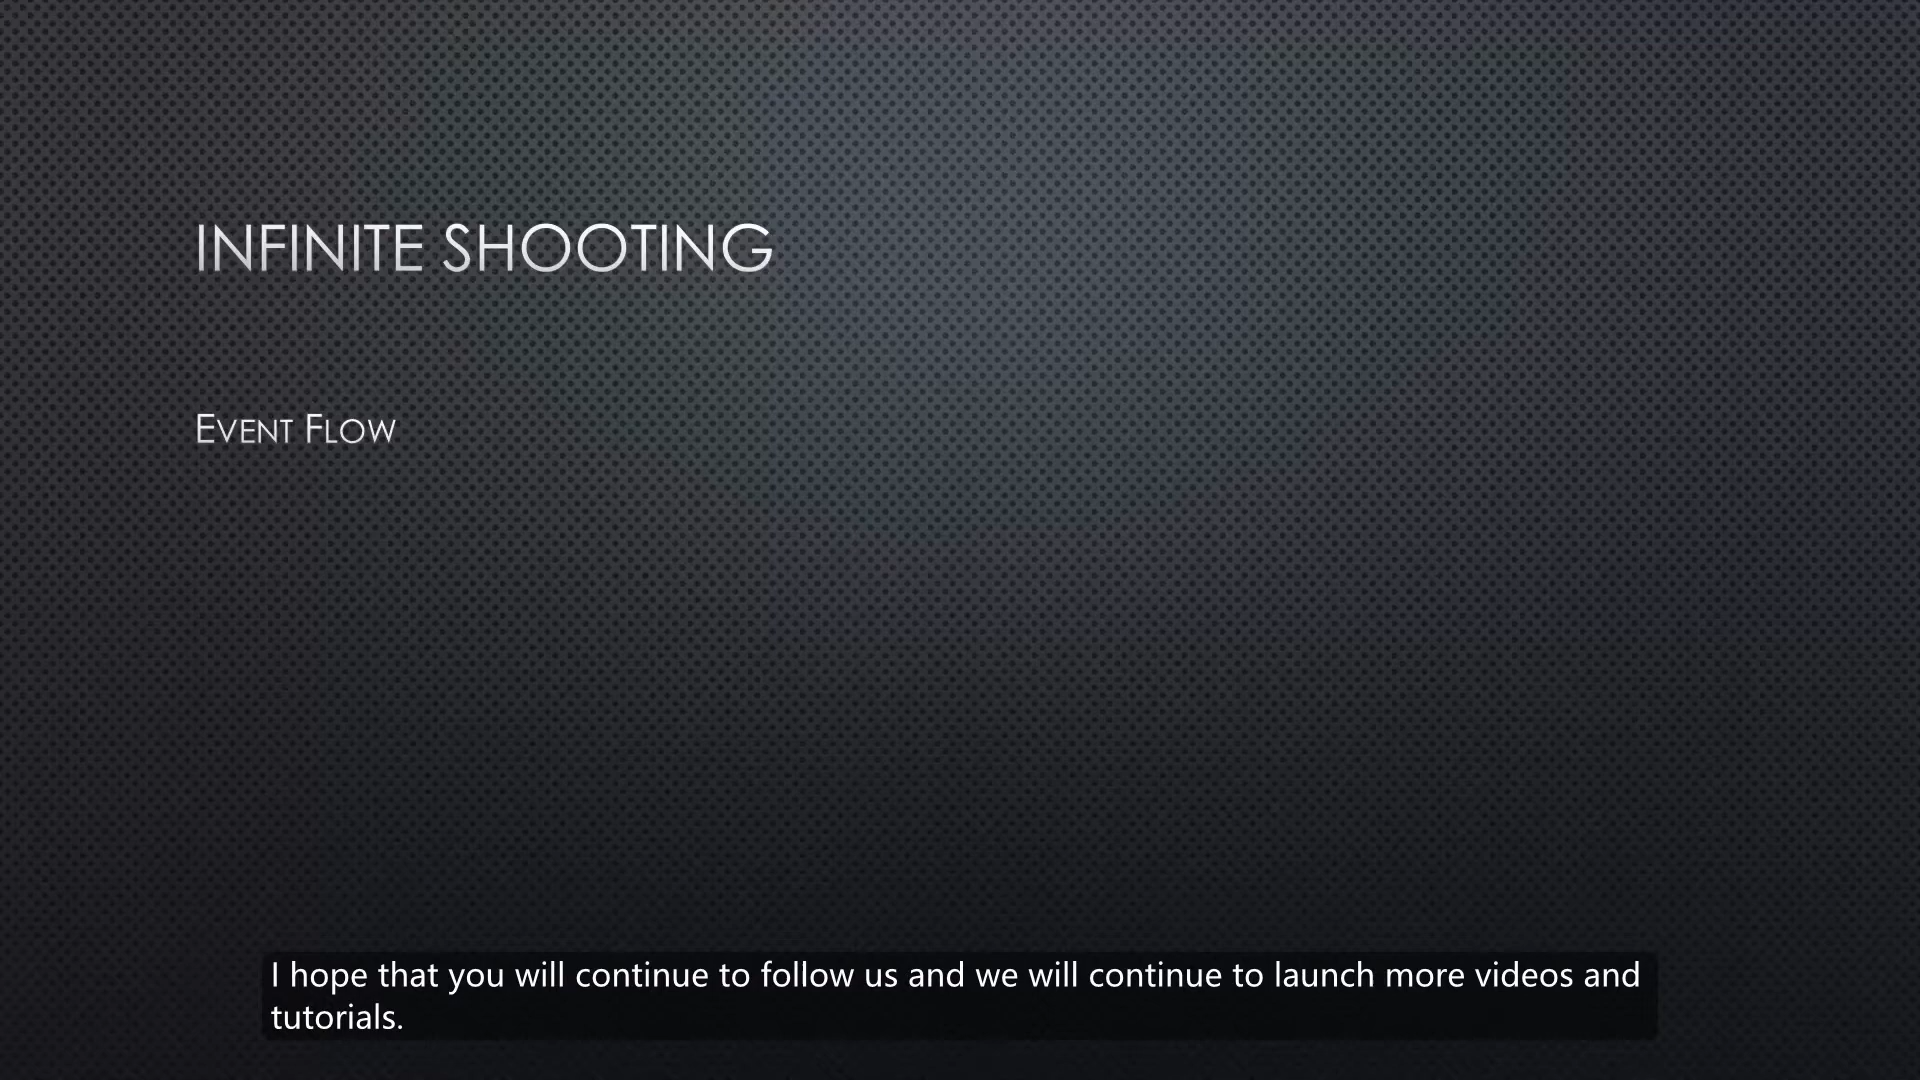 INFINITE SHOOTING
EVENT FLOW
I hope that you will continue to follow us and we will continue to launch more videos and
tutorials.